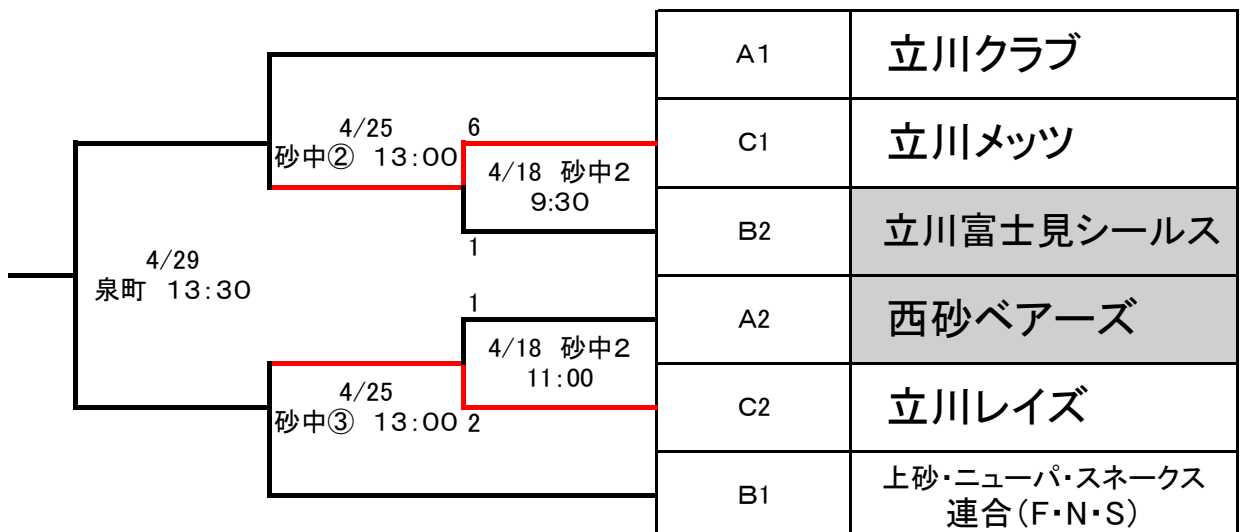 A1 立川クラブ
4/25 6
砂中② 13:00
C1 立川メッツ
4/18 砂中2
9:30
B2 立川富士見シールス
1
4/29
泉町 13:30
1
A2 西砂ベアーズ
4/18 砂中2
11:00
4/25
砂中③ 13:00 2
C2 立川レイズ
B1 上砂・ニューパ・スネークス
連合(F・N・S)